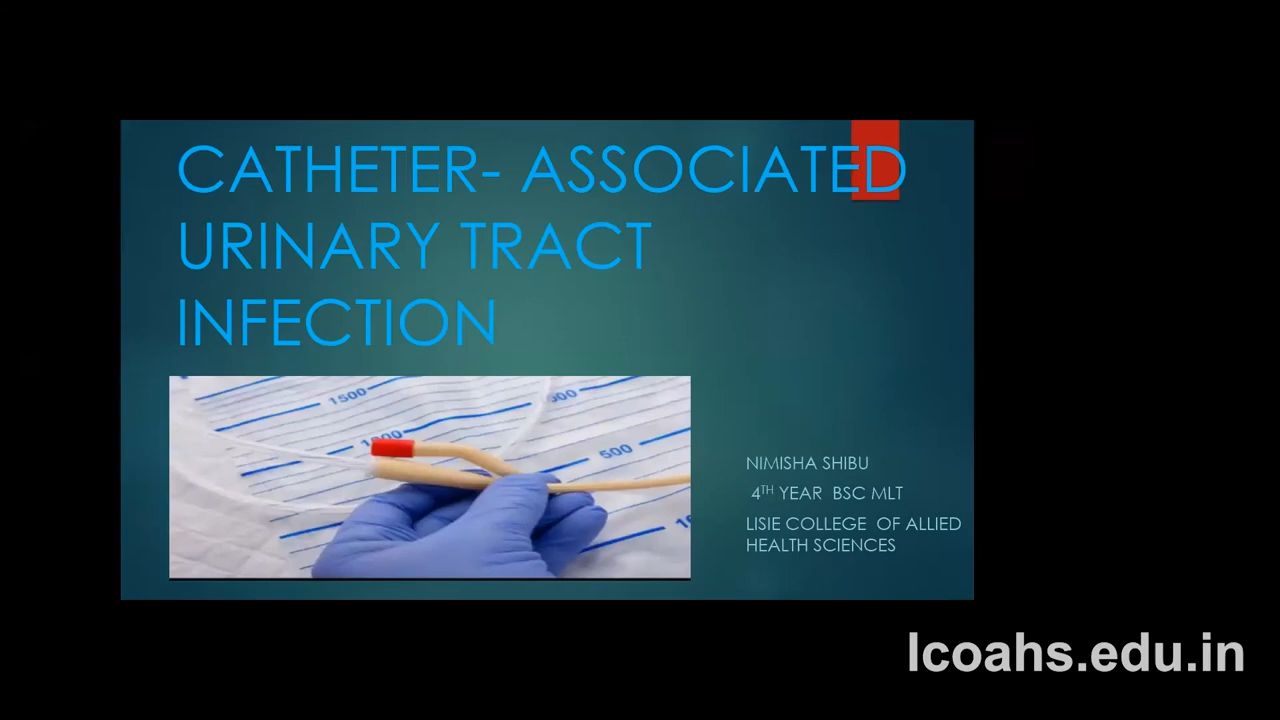 CATHETER- ASSOCIATED
URINARY TRACT
INFECTION
1500
1000
500
NIMISHA SHIBU
4TH YEAR BSC MLT
LISIE COLLEGE OF ALLIED
HEALTH SCIENCES
lcoahs.edu.in